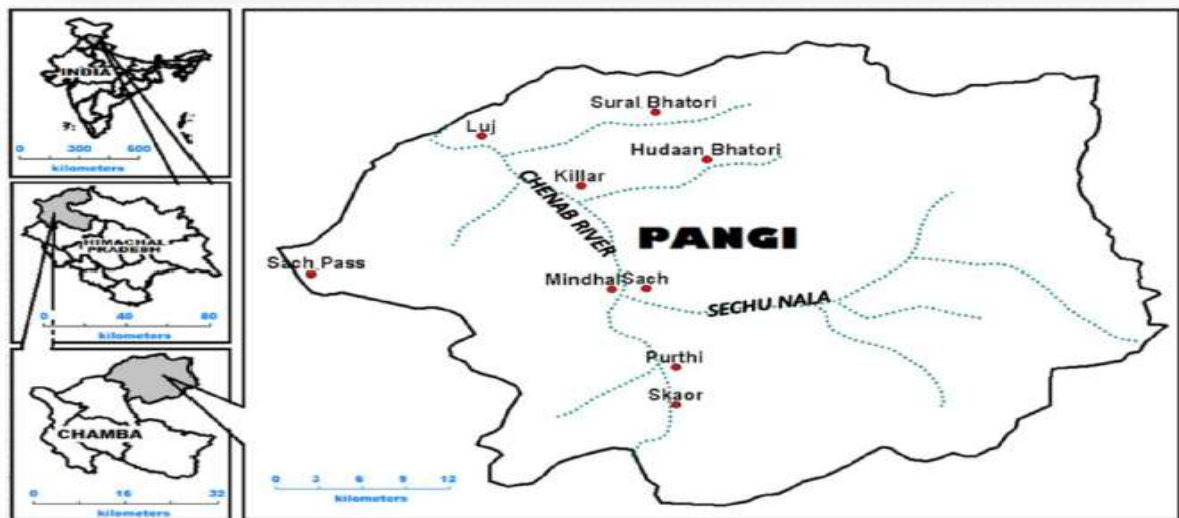 INDIA
0 300 600
kilometers
HIMACHAL
PRADESH
0 40 80
kilometers
CHAMBA
0 16 32
kilometers
Sural Bhatori
Luj
Hudaan Bhatori
Killar
CHENAB RIVER
PANGI
Sach Pass
Mindhal Sach
SECHU NALA
Purthi
Skaor
0 3 6 9 12
kilometers